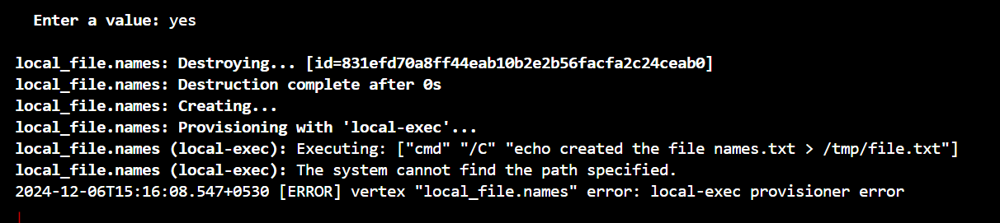 Enter a value: yes
local_file.names: Destroying... [id=831efd70a8ff44eab10b2e2b56facfa2c24ceab0]
local_file.names: Destruction complete after 0s
local_file.names: Creating...
local_file.names: Provisioning with 'local-exec'...
local_file.names (local-exec): Executing: ["cmd" "/C" "echo created the file names.txt > /tmp/file.txt"]
local_file.names (local-exec): The system cannot find the path specified.
2024-12-06T15:16:08.547+0530 [ERROR] vertex "local_file.names" error: local-exec provisioner error